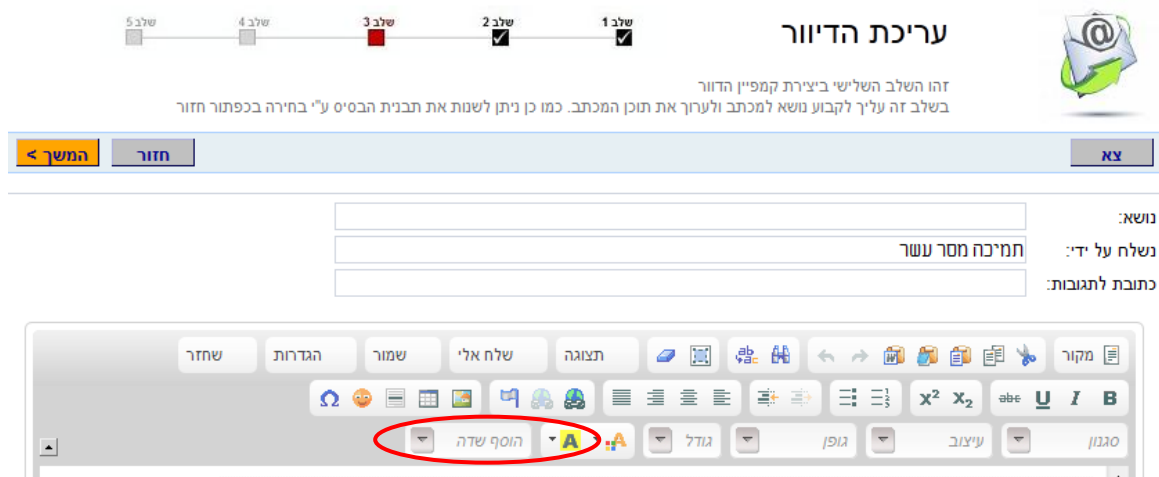 עריכת הדיוור
שלב 1 שלב 2 שלב 3 שלב 4 שלב 5
זהו השלב השלישי ביצירת קמפיין הדוור
בשלב זה עליך לקבוע נושא למכתב ולערוך את תוכן המכתב. כמו כן ניתן לשנות את תבנית הבסיס ע"י בחירה בכפתור חזור
צא חזור המשך >
נושא:
נשלח על ידי: תמיכה מסר עשר
כתובת לתגובות:
מקור תצוגה שלח אלי שמור הגדרות שחזר
B I U abc X₂ X² Ω
סגנון עיצוב גופן גודל A A הוסף שדה